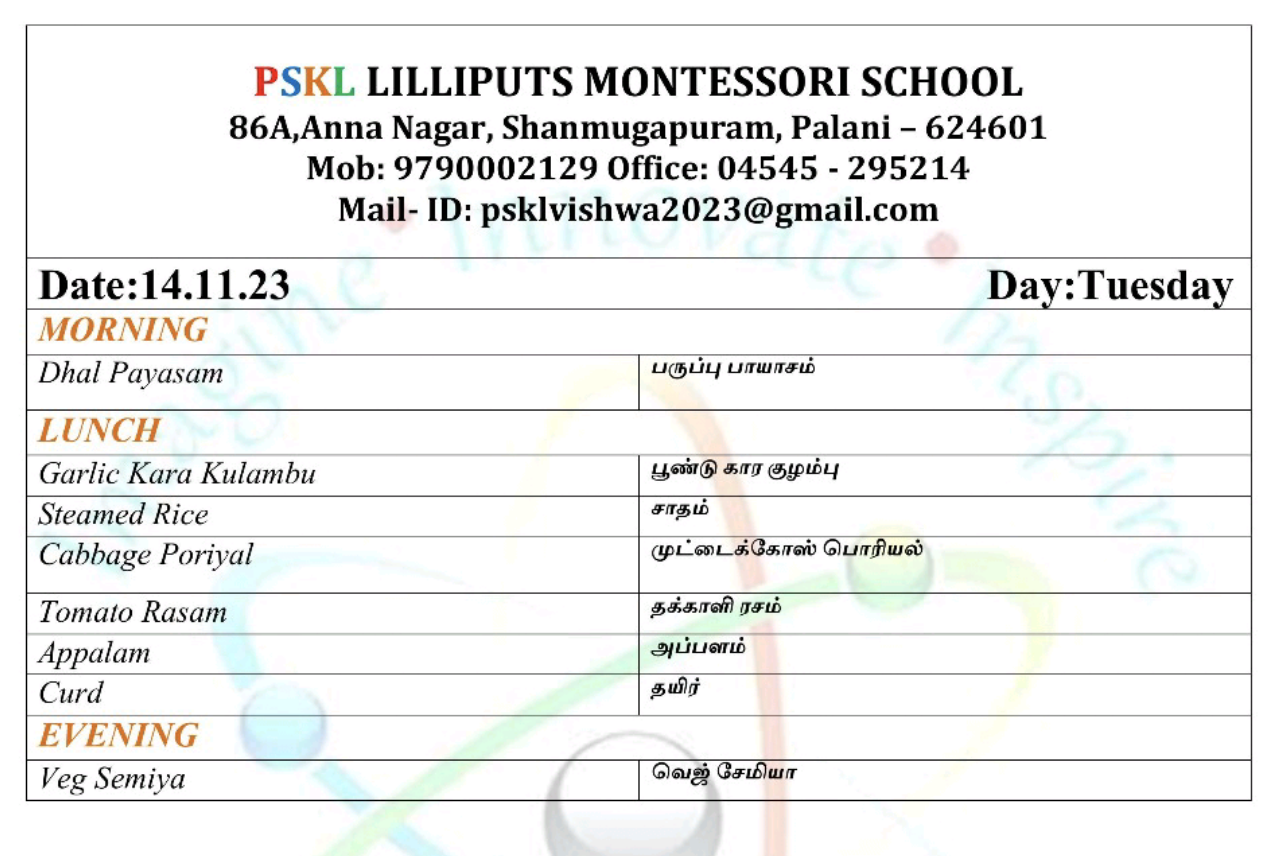 PSKL LILLIPUTS MONTESSORI SCHOOL
86A,Anna Nagar, Shanmugapuram, Palani – 624601
Mob: 9790002129 Office: 04545 - 295214
Mail- ID: psklvishwa2023@gmail.com
Imagine • Innovate • Inspire
Date:14.11.23 Day:Tuesday
MORNING
Dhal Payasam பருப்பு பாயாசம்
LUNCH
Garlic Kara Kulambu பூண்டு கார குழம்பு
Steamed Rice சாதம்
Cabbage Poriyal முட்டைக்கோஸ் பொரியல்
Tomato Rasam தக்காளி ரசம்
Appalam அப்பளம்
Curd தயிர்
EVENING
Veg Semiya வெஜ் சேமியா